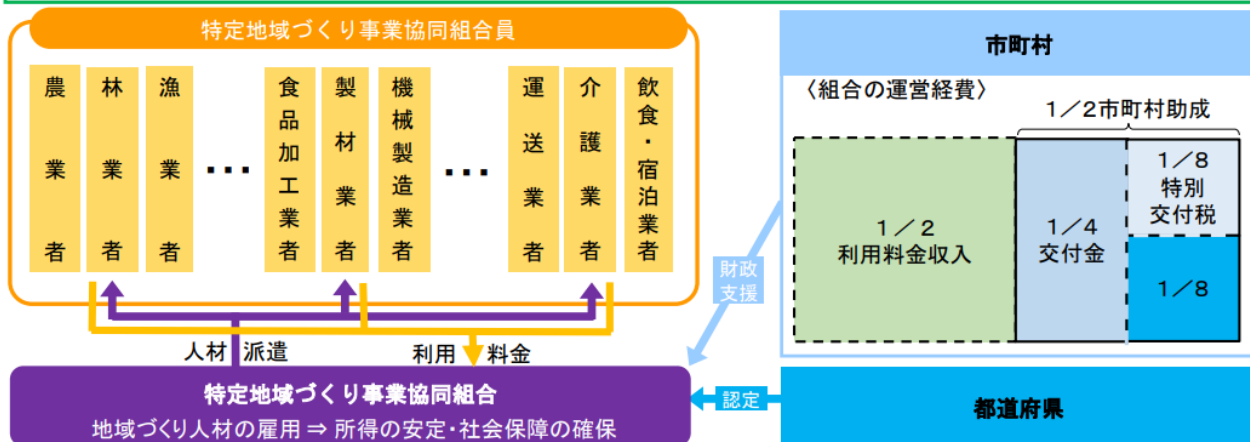 特定地域づくり事業協同組合員
農業者
林業者
漁業者
・・・
食品加工業者
製材業者
機械製造業者
・・・
運送業者
介護業者
飲食・宿泊業者
人材派遣
利用料金
特定地域づくり事業協同組合
地域づくり人材の雇用 ⇒ 所得の安定・社会保障の確保
財政
支援
認定
市町村
〈組合の運営経費〉
1/2市町村助成
1/2
利用料金収入
1/4
交付金
1/8
特別
交付税
1/8
都道府県